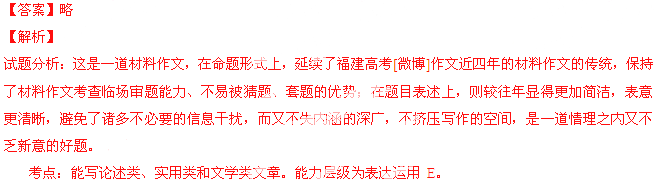 【答案】略
【解析】
试题分析：这是一道材料作文，在命题形式上，延续了福建高考[微博]作文近四年的材料作文的传统，保持
了材料作文考查临场审题能力、不易被猜题、套题的优势；在题目表述上，则较往年显得更加简洁，表意
更清晰，避免了诸多不必要的信息干扰，而又不失内涵的深广，不挤压写作的空间，是一道情理之内又不
乏新意的好题。
考点：能写论述类、实用类和文学类文章。能力层级为表达运用 E。